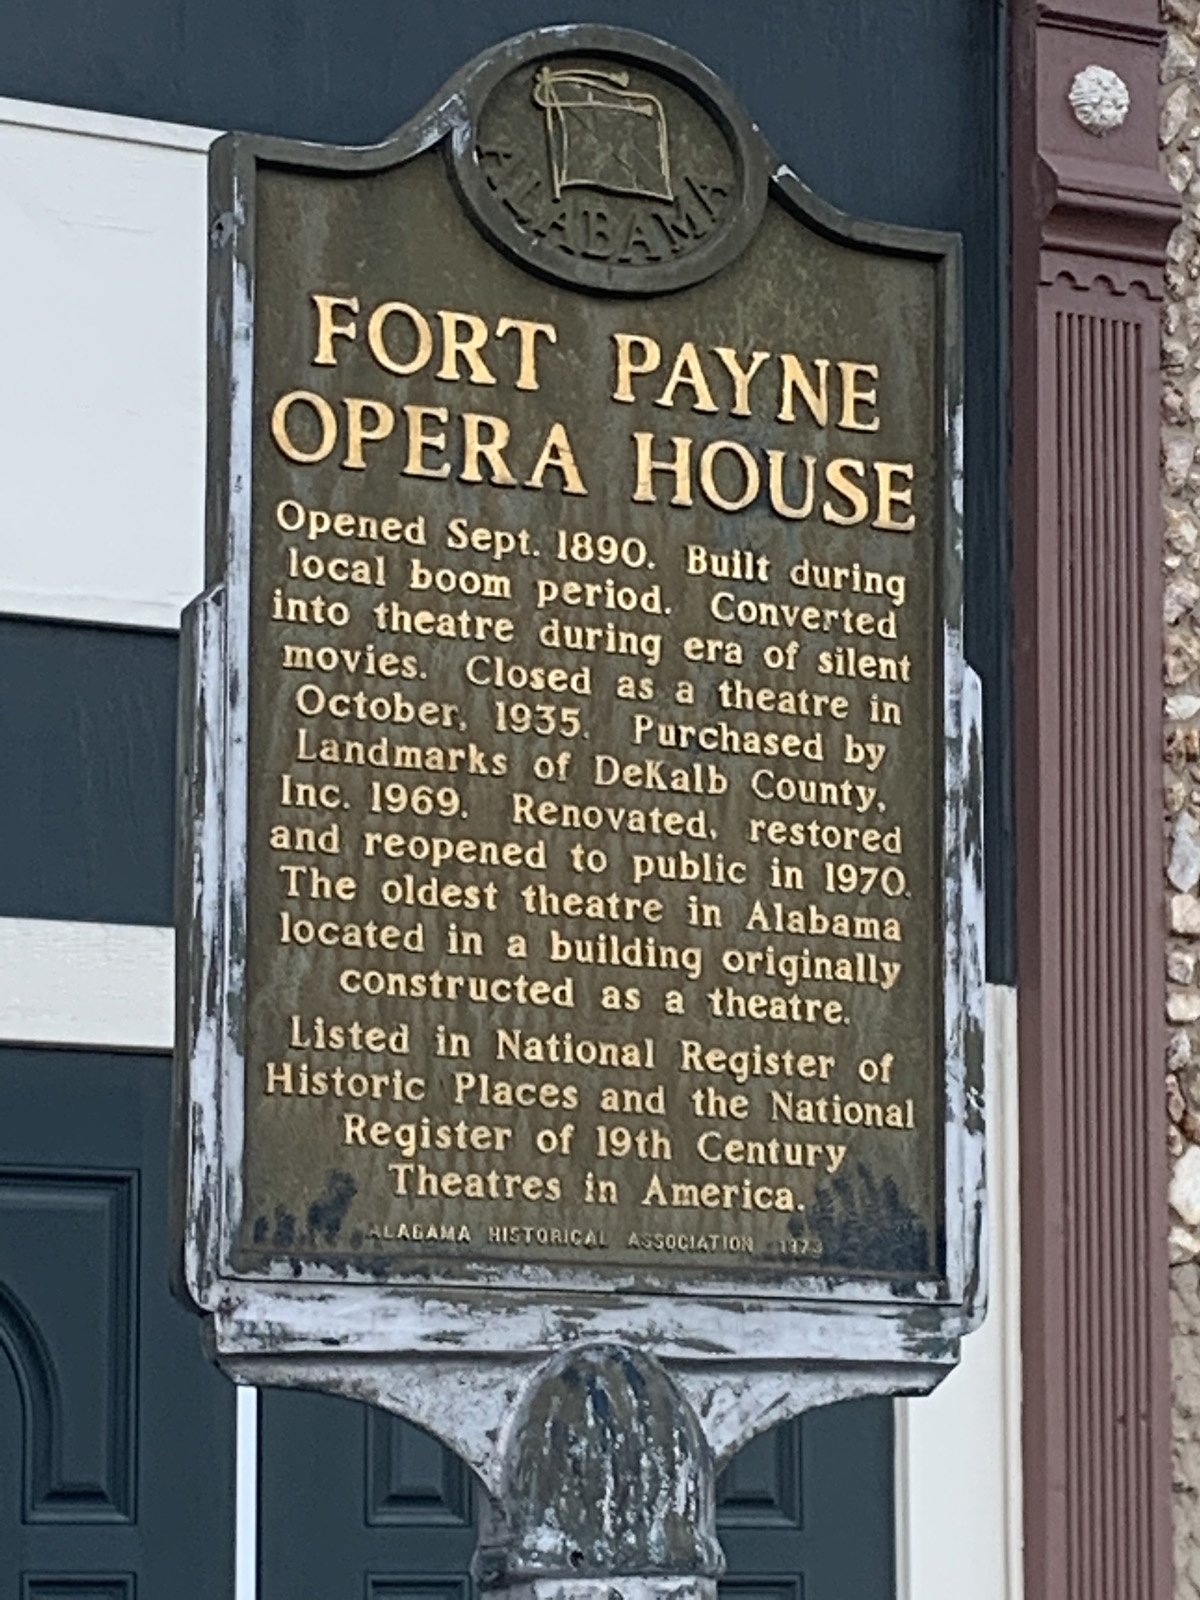 ALABAMA
FORT PAYNE
OPERA HOUSE
Opened Sept. 1890. Built during
local boom period. Converted
into theatre during era of silent
movies. Closed as a theatre in
October, 1935. Purchased by
Landmarks of DeKalb County,
Inc. 1969. Renovated, restored
and reopened to public in 1970.
The oldest theatre in Alabama
located in a building originally
constructed as a theatre.
Listed in National Register of
Historic Places and the National
Register of 19th Century
Theatres in America.
ALABAMA HISTORICAL ASSOCIATION 1973